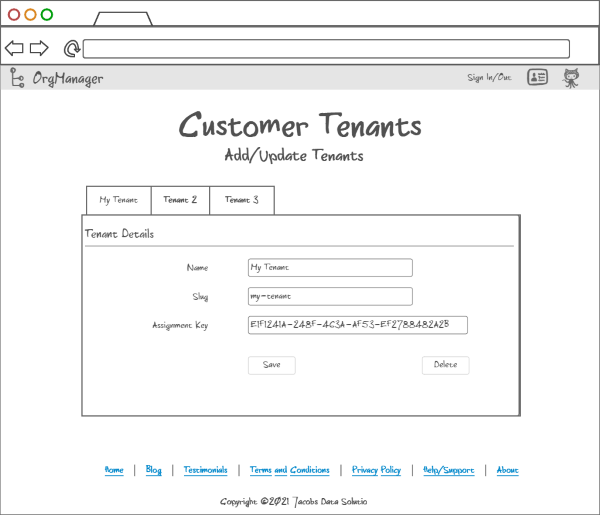 OrgManager Sign In/Out
Customer Tenants
Add/Update Tenants
My Tenant Tenant 2 Tenant 3
Tenant Details
Name My Tenant
Slug my-tenant
Assignment Key E1F1241A-248F-4C3A-AF53-EF2788482A2B
Save Delete
Home | Blog | Testimonials | Terms and Conditions | Privacy Policy | Help/Support | About
Copyright ©2021 Jacobs Data Solutio